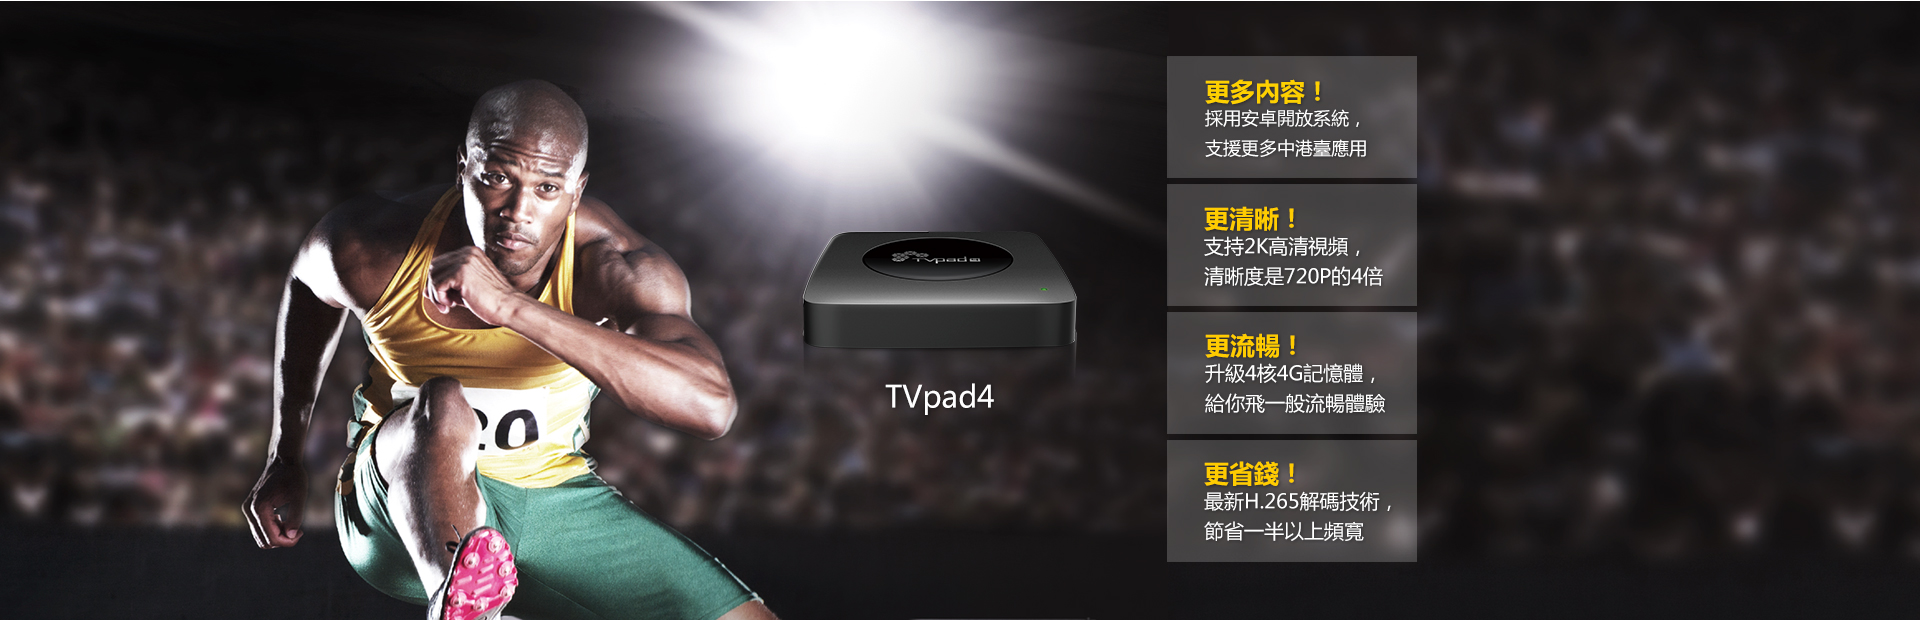 20
TVpad4
TVpad4
更多內容！
採用安卓開放系統，
支援更多中港臺應用
更清晰！
支持2K高清視頻，
清晰度是720P的4倍
更流暢！
升級4核4G記憶體，
給你飛一般流暢體驗
更省錢！
最新H.265解碼技術，
節省一半以上頻寬